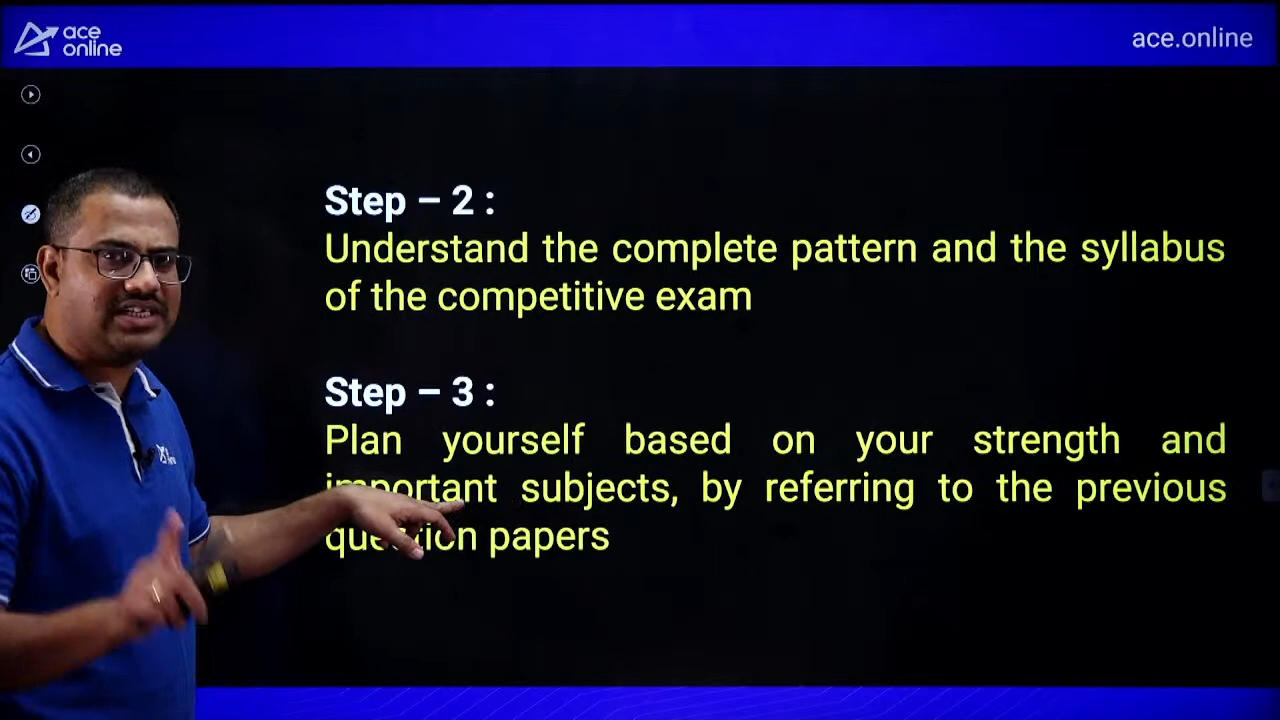 ace
online
ace.online
Step – 2 :
Understand the complete pattern and the syllabus
of the competitive exam
Step – 3 :
Plan yourself based on your strength and
important subjects, by referring to the previous
question papers